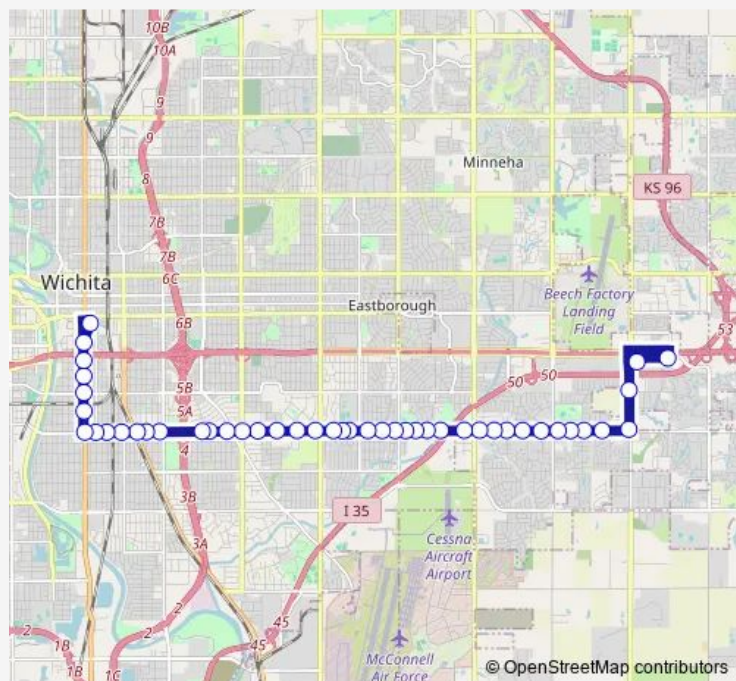 10B
10A
9
9
8
Minneha
KS 96
7B
7B
6C
Wichita
Beech Factory
Landing
Field
Eastborough
6B
53
5B
5A
50
50
4
3B
I 35
Cessna
Aircraft
Airport
3A
2
2
1B
1B
1C
45
45
McConnell
Air Force
© OpenStreetMap contributors